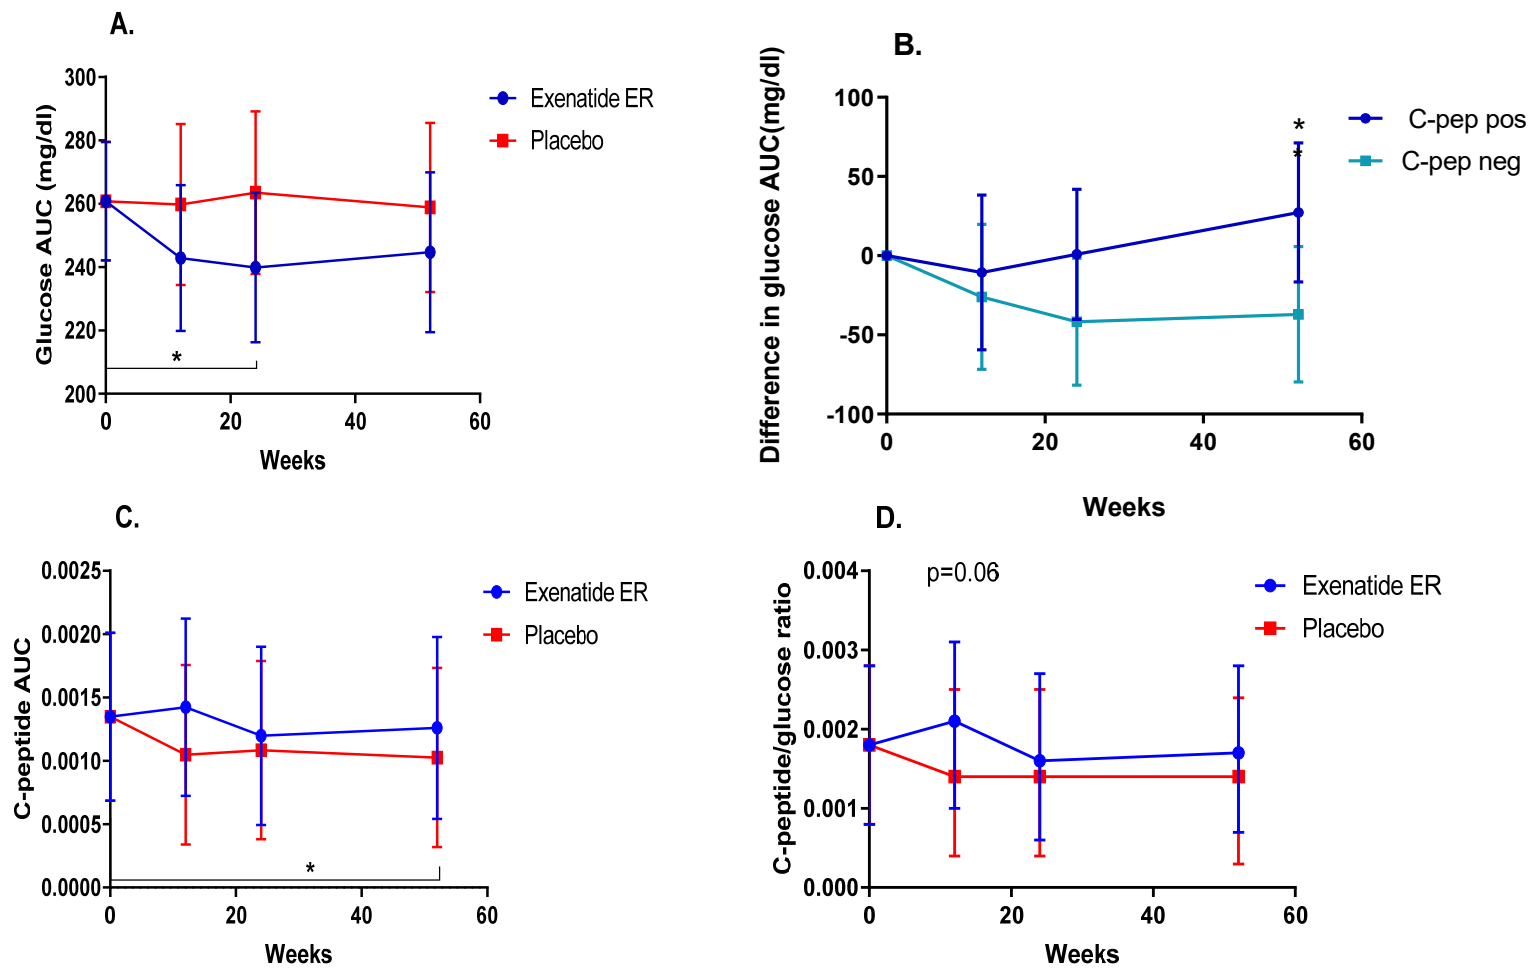 A.
Glucose AUC (mg/dl)
300
280
260
240
220
200
0
20
40
60
Weeks
*
Exenatide ER
Placebo
B.
Difference in glucose AUC(mg/dl)
100
50
0
-50
-100
0
20
40
60
Weeks
*
*
C-pep pos
C-pep neg
C.
C-peptide AUC
0.0025
0.0020
0.0015
0.0010
0.0005
0.0000
0
20
40
60
Weeks
*
Exenatide ER
Placebo
D.
C-peptide/glucose ratio
p=0.06
0.004
0.003
0.002
0.001
0.000
0
20
40
60
Weeks
Exenatide ER
Placebo